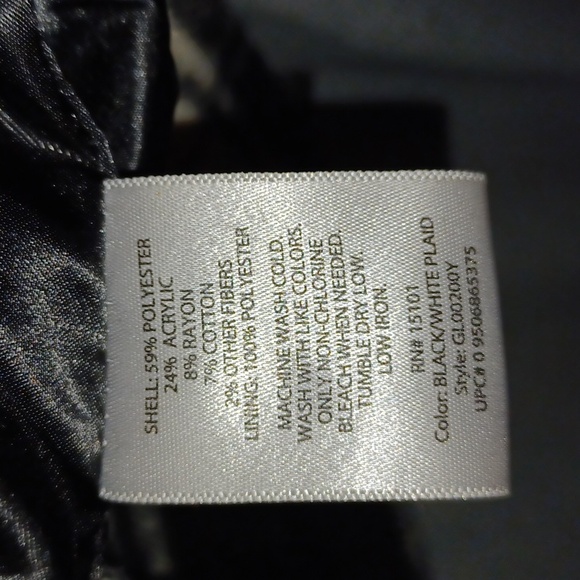 SHELL: 59% POLYESTER
24% ACRYLIC
8% RAYON
7% COTTON
2% OTHER FIBERS
LINING: 100% POLYESTER
MACHINE WASH COLD.
WASH WITH LIKE COLORS.
ONLY NON-CHLORINE
BLEACH WHEN NEEDED.
TUMBLE DRY LOW.
LOW IRON.
RN# 15101
Color: BLACK/WHITE PLAID
Style: GL00200Y
UPC# 0 9506865375